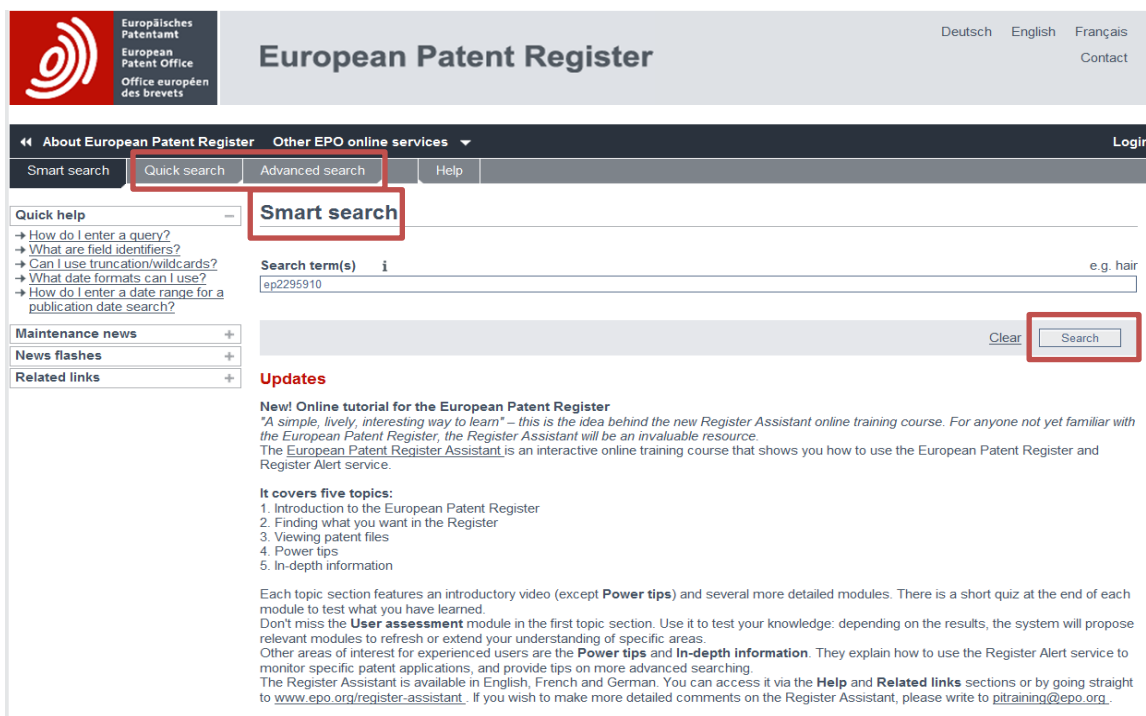 Europäisches
Patentamt
European
Patent Office
Office européen
des brevets
European Patent Register
Deutsch English Français
Contact
About European Patent Register Other EPO online services
Login
Smart search Quick search Advanced search Help
Quick help
How do I enter a query?
What are field identifiers?
Can I use truncation/wildcards?
What date formats can I use?
How do I enter a date range for a
publication date search?
Maintenance news
News flashes
Related links
Smart search
Search term(s) i e.g. hair
ep2295910
Clear Search
Updates
New! Online tutorial for the European Patent Register
"A simple, lively, interesting way to learn" – this is the idea behind the new Register Assistant online training course. For anyone not yet familiar with
the European Patent Register, the Register Assistant will be an invaluable resource.
The European Patent Register Assistant is an interactive online training course that shows you how to use the European Patent Register and
Register Alert service.
It covers five topics:
1. Introduction to the European Patent Register
2. Finding what you want in the Register
3. Viewing patent files
4. Power tips
5. In-depth information
Each topic section features an introductory video (except Power tips) and several more detailed modules. There is a short quiz at the end of each
module to test what you have learned.
Don't miss the User assessment module in the first topic section. Use it to test your knowledge: depending on the results, the system will propose
relevant modules to refresh or extend your understanding of specific areas.
Other areas of interest for experienced users are the Power tips and In-depth information. They explain how to use the Register Alert service to
monitor specific patent applications, and provide tips on more advanced searching.
The Register Assistant is available in English, French and German. You can access it via the Help and Related links sections or by going straight
to www.epo.org/register-assistant . If you wish to make more detailed comments on the Register Assistant, please write to pitraining@epo.org .